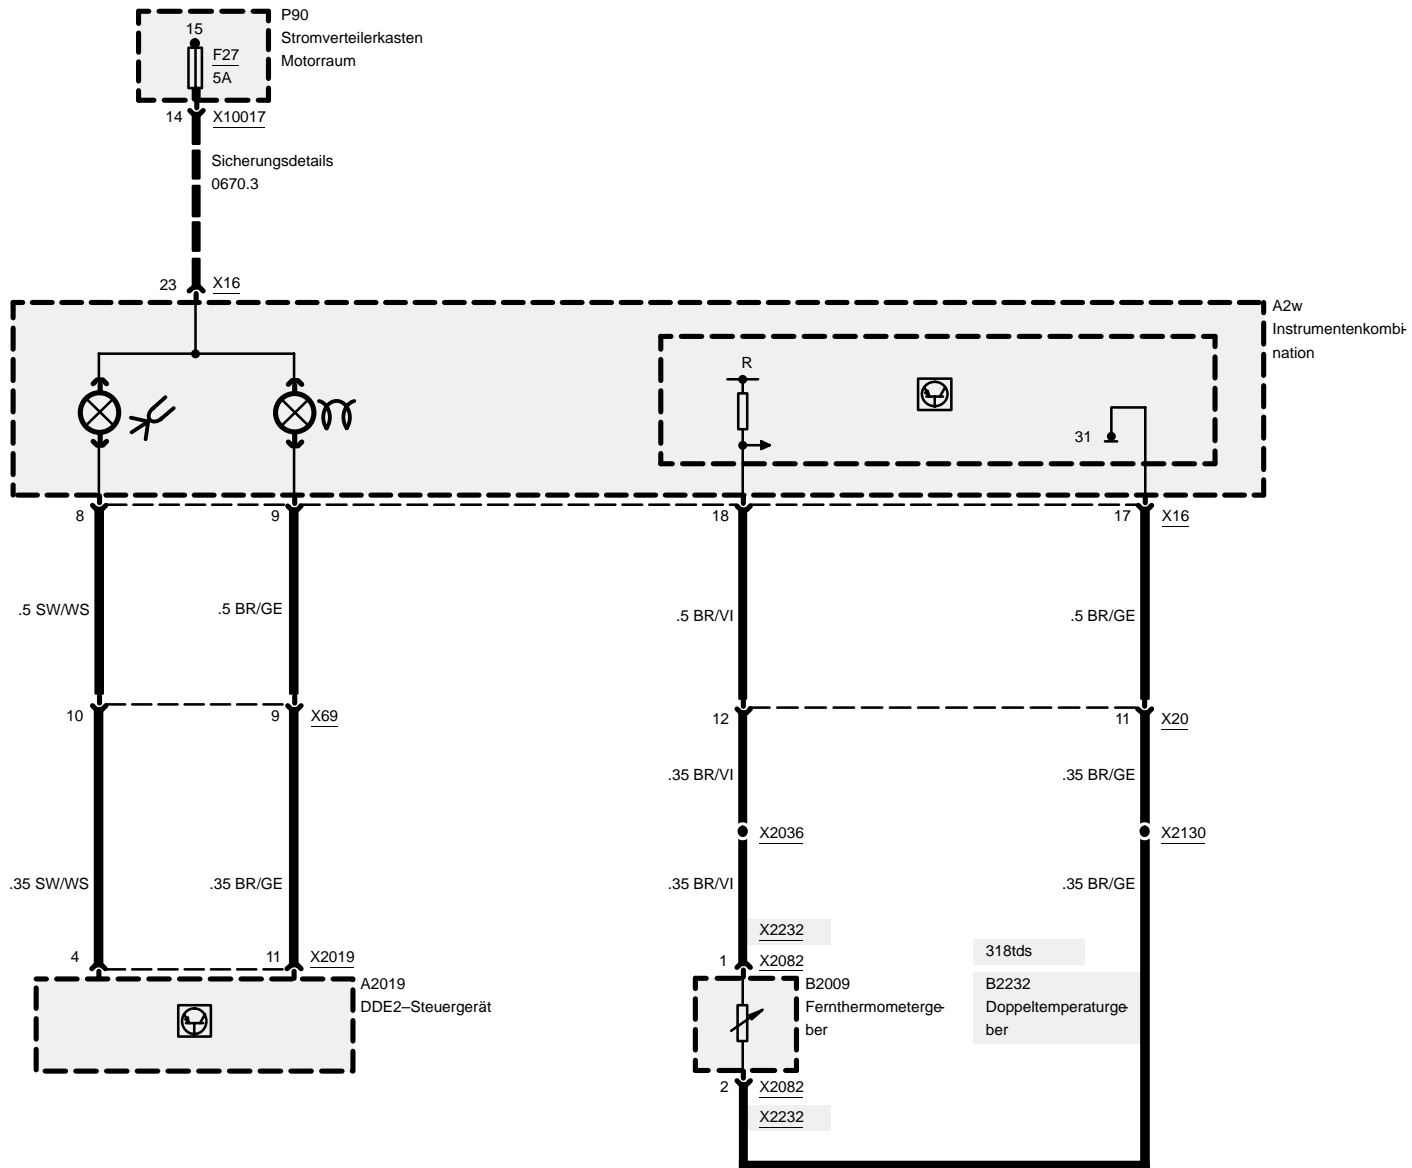 P90
15
Stromverteilerkasten
F27
Motorraum
5A
14
X10017
Sicherungsdetails
0670.3
23
X16
A2w
Instrumentenkombi-
nation
R
31
8
9
18
17
X16
.5 SW/WS
.5 BR/GE
.5 BR/VI
.5 BR/GE
10
9
X69
12
11
X20
.35 BR/VI
.35 BR/GE
X2036
X2130
.35 SW/WS
.35 BR/GE
.35 BR/VI
.35 BR/GE
X2232
318tds
4
11
X2019
1
X2082
A2019
DDE2–Steuergerät
B2009
Fernthermometerge-
ber
B2232
Doppeltemperaturge-
ber
2
X2082
X2232